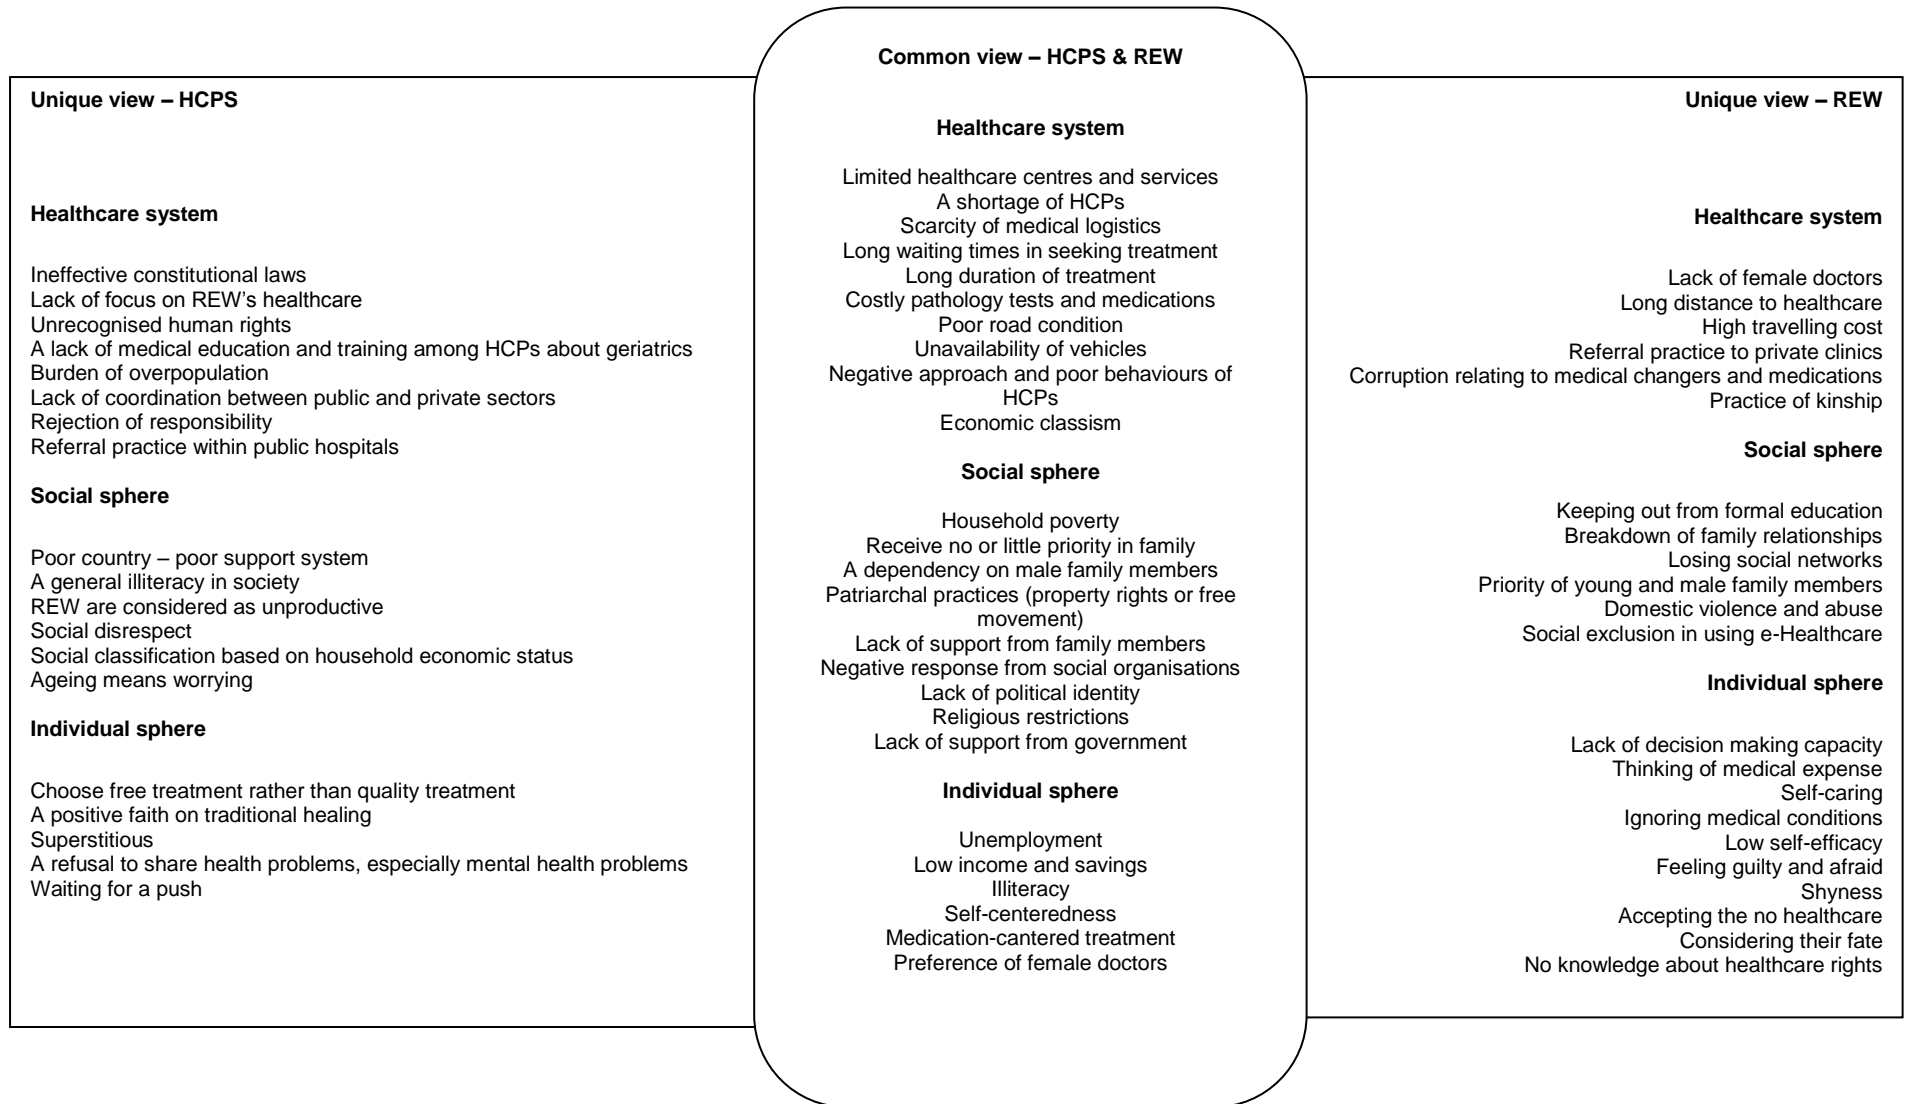 Unique view – HCPS
Healthcare system
Ineffective constitutional laws
Lack of focus on REW’s healthcare
Unrecognised human rights
A lack of medical education and training among HCPs about geriatrics
Burden of overpopulation
Lack of coordination between public and private sectors
Rejection of responsibility
Referral practice within public hospitals
Social sphere
Poor country – poor support system
A general illiteracy in society
REW are considered as unproductive
Social disrespect
Social classification based on household economic status
Ageing means worrying
Individual sphere
Choose free treatment rather than quality treatment
A positive faith on traditional healing
Superstitious
A refusal to share health problems, especially mental health problems
Waiting for a push
Common view – HCPS & REW
Healthcare system
Limited healthcare centres and services
A shortage of HCPs
Scarcity of medical logistics
Long waiting times in seeking treatment
Long duration of treatment
Costly pathology tests and medications
Poor road condition
Unavailability of vehicles
Negative approach and poor behaviours of
HCPs
Economic classism
Social sphere
Household poverty
Receive no or little priority in family
A dependency on male family members
Patriarchal practices (property rights or free
movement)
Lack of support from family members
Negative response from social organisations
Lack of political identity
Religious restrictions
Lack of support from government
Individual sphere
Unemployment
Low income and savings
Illiteracy
Self-centeredness
Medication-cantered treatment
Preference of female doctors
Unique view – REW
Healthcare system
Lack of female doctors
Long distance to healthcare
High travelling cost
Referral practice to private clinics
Corruption relating to medical changers and medications
Practice of kinship
Social sphere
Keeping out from formal education
Breakdown of family relationships
Losing social networks
Priority of young and male family members
Domestic violence and abuse
Social exclusion in using e-Healthcare
Individual sphere
Lack of decision making capacity
Thinking of medical expense
Self-caring
Ignoring medical conditions
Low self-efficacy
Feeling guilty and afraid
Shyness
Accepting the no healthcare
Considering their fate
No knowledge about healthcare rights